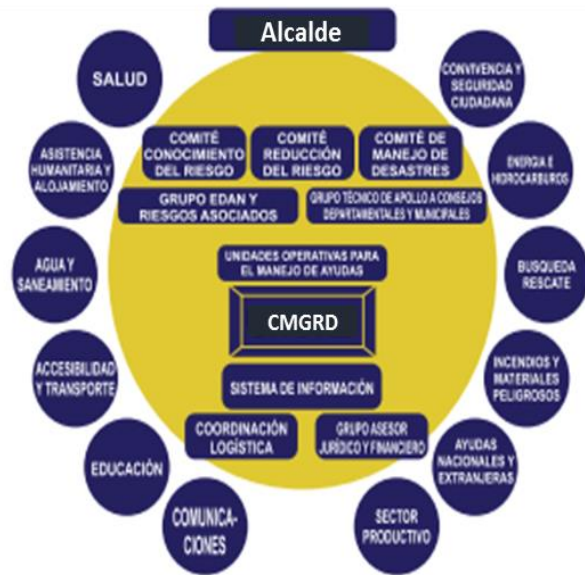 Alcalde
SALUD
CONVIVENCIA Y
SEGURIDAD
CIUDADANA
ASISTENCIA
HUMANITARIA Y
ALOJAMIENTO
COMITÉ
CONOCIMIENTO
DEL RIESGO
COMITÉ
REDUCCIÓN
DEL RIESGO
COMITÉ DE
MANEJO DE
DESASTRES
ENERGIA E
HIDROCARBUROS
GRUPO EDAN Y
RIESGOS ASOCIADOS
GRUPO TÉCNICO DE APOLLO A CONSEJOS
DEPARTAMENTALES Y MUNICIPALES
AGUA Y
SANEAMIENTO
UNIDADES OPERATIVAS PARA
EL MANEJO DE AYUDAS
BUSQUEDA
RESCATE
CMGRD
ACCESIBILIDAD
Y TRANSPORTE
SISTEMA DE INFORMACIÓN
INCENDIOS Y
MATERIALES
PELIGROSOS
COORDINACIÓN
LOGÍSTICA
GRUPO ASESOR
JURÍDICO Y FINANCIERO
EDUCACIÓN
AYUDAS
NACIONALES Y
EXTRANJERAS
COMUNICA-
CIONES
SECTOR
PRODUCTIVO